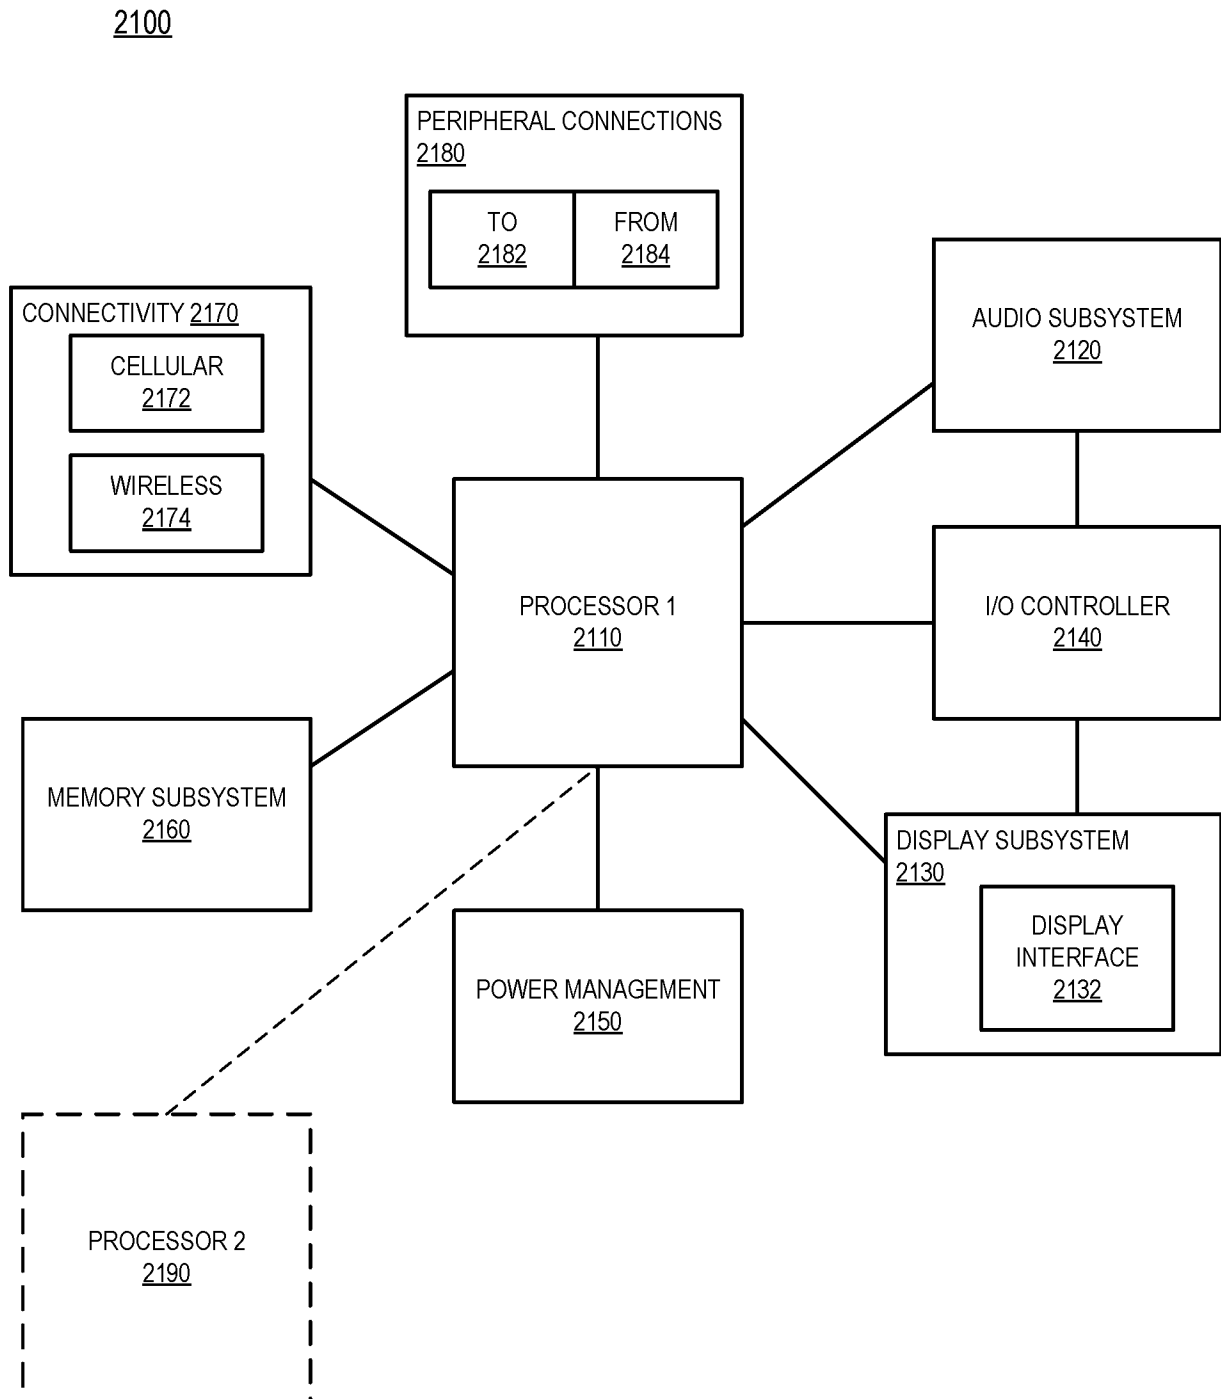 2100
PERIPHERAL CONNECTIONS
2180
TO
2182
FROM
2184
CONNECTIVITY 2170
CELLULAR
2172
WIRELESS
2174
AUDIO SUBSYSTEM
2120
PROCESSOR 1
2110
I/O CONTROLLER
2140
MEMORY SUBSYSTEM
2160
DISPLAY SUBSYSTEM
2130
DISPLAY
INTERFACE
2132
POWER MANAGEMENT
2150
PROCESSOR 2
2190